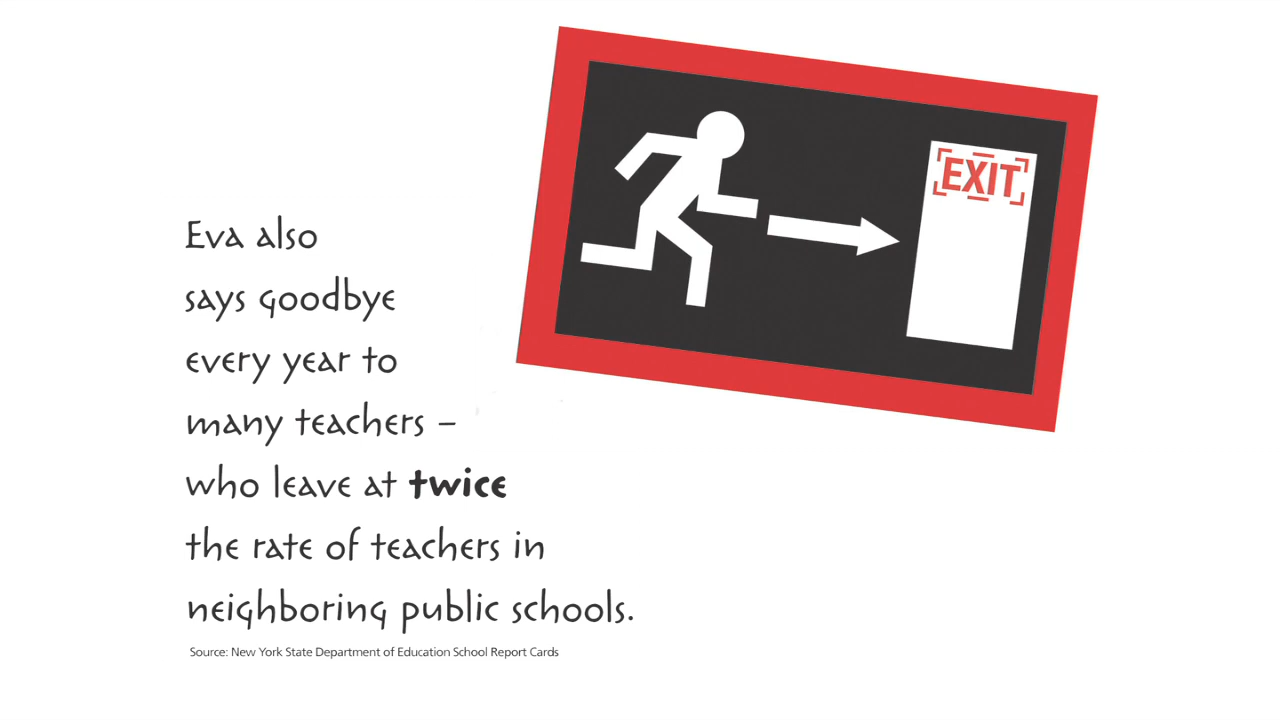 EXIT
Eva also
says goodbye
every year to
many teachers –
who leave at twice
the rate of teachers in
neighboring public schools.
Source: New York State Department of Education School Report Cards